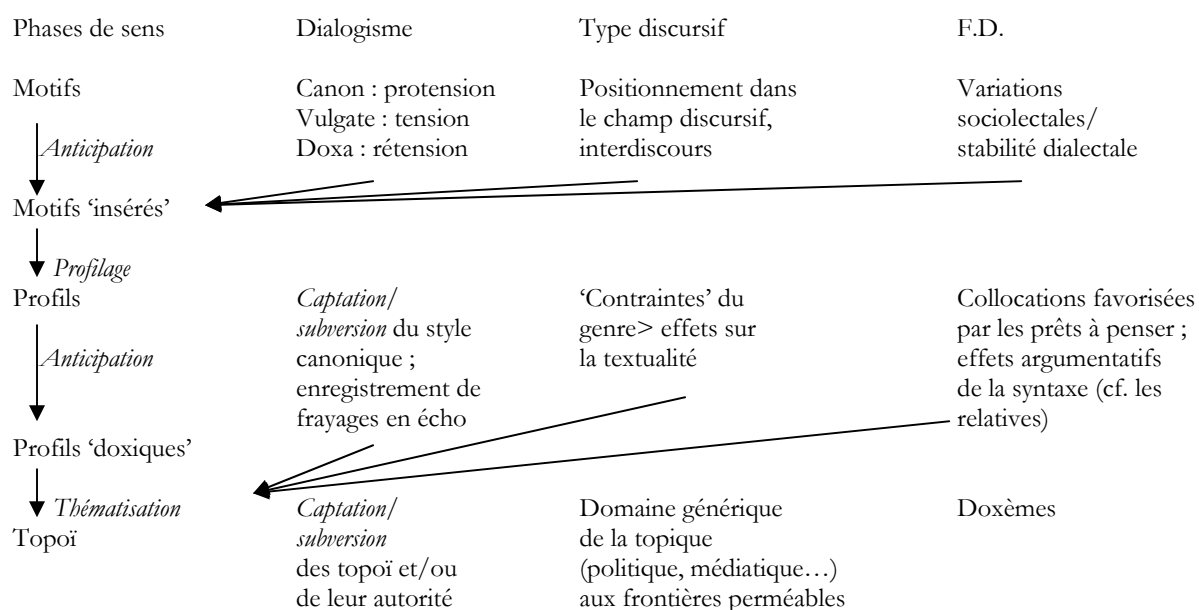 Phases de sens Dialogisme Type discursif F.D.
Motifs Canon : protension Positionnement dans Variations
Vulgate : tension le champ discursif, sociolectales/
Anticipation Doxa : rétension interdiscours stabilité dialectale
Motifs ‘insérés’
Profilage
Profils Captation/ ‘Contraintes’ du Collocations favorisées
subversion du style genre> effets sur par les prêts à penser ;
Anticipation canonique ; la textualité effets argumentatifs
enregistrement de de la syntaxe (cf. les
frayages en écho relatives)
Profils ‘doxiques’
Thématisation Captation/ Domaine générique Doxèmes
Topoï subversion de la topique
des topoï et/ou (politique, médiatique…)
de leur autorité aux frontières perméables